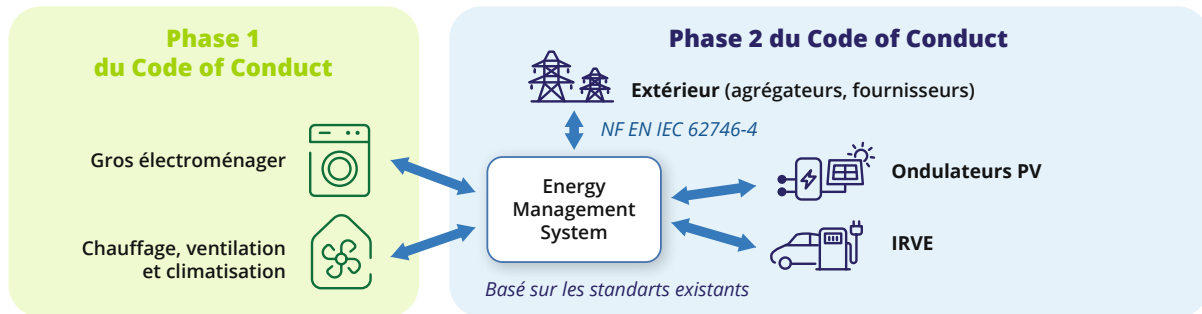 Phase 1
du Code of Conduct
Gros électroménager
Chauffage, ventilation
et climatisation
Phase 2 du Code of Conduct
Extérieur (agrégateurs, fournisseurs)
NF EN IEC 62746-4
Energy
Management
System
Ondulateurs PV
IRVE
Basé sur les standarts existants